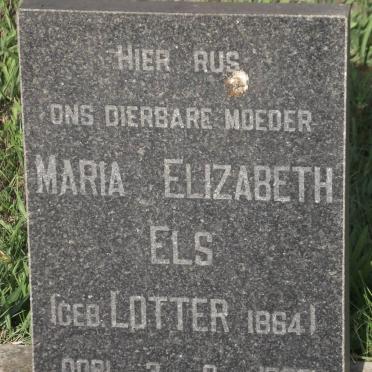 HIER RUS
ONS DIERBARE MOEDER
MARIA ELIZABETH
ELS
(GEB. LOTTER 1864)